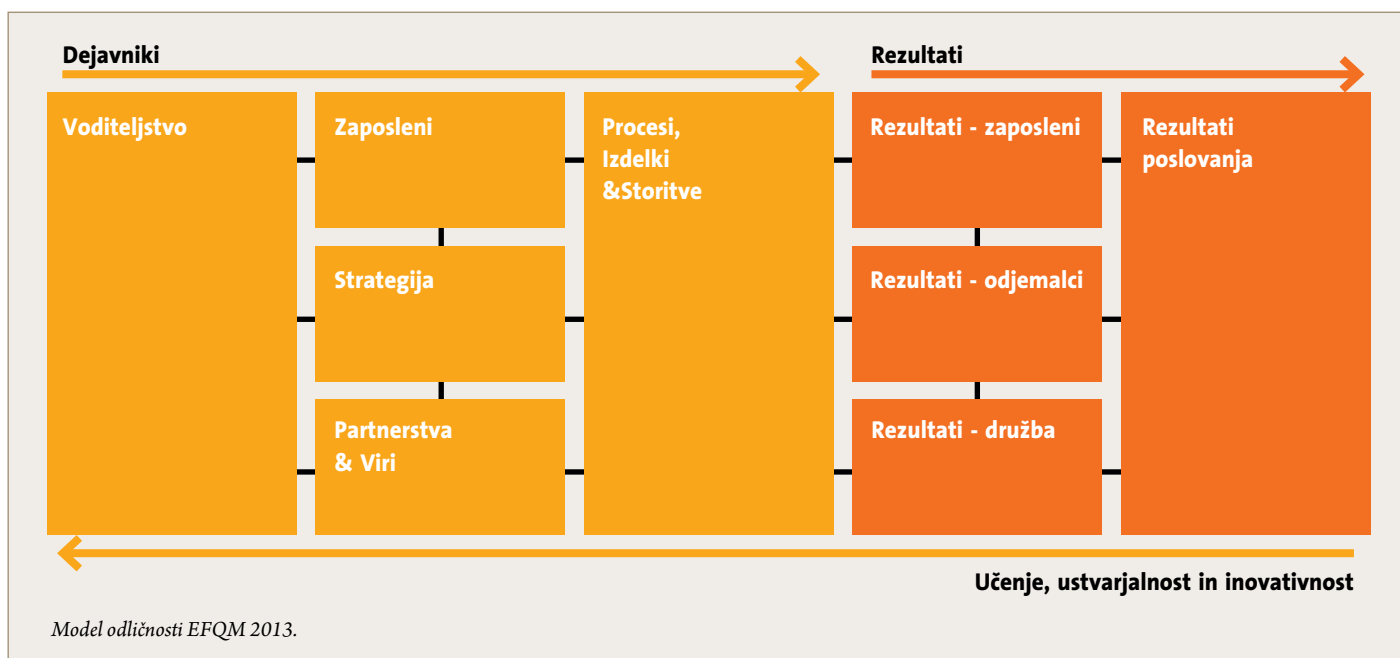 Dejavniki
Rezultati
Voditeljstvo
Zaposleni
Strategija
Partnerstva
& Viri
Procesi,
Izdelki
&Storitve
Rezultati - zaposleni
Rezultati - odjemalci
Rezultati - družba
Rezultati
poslovanja
Učenje, ustvarjalnost in inovativnost
Model odličnosti EFQM 2013.